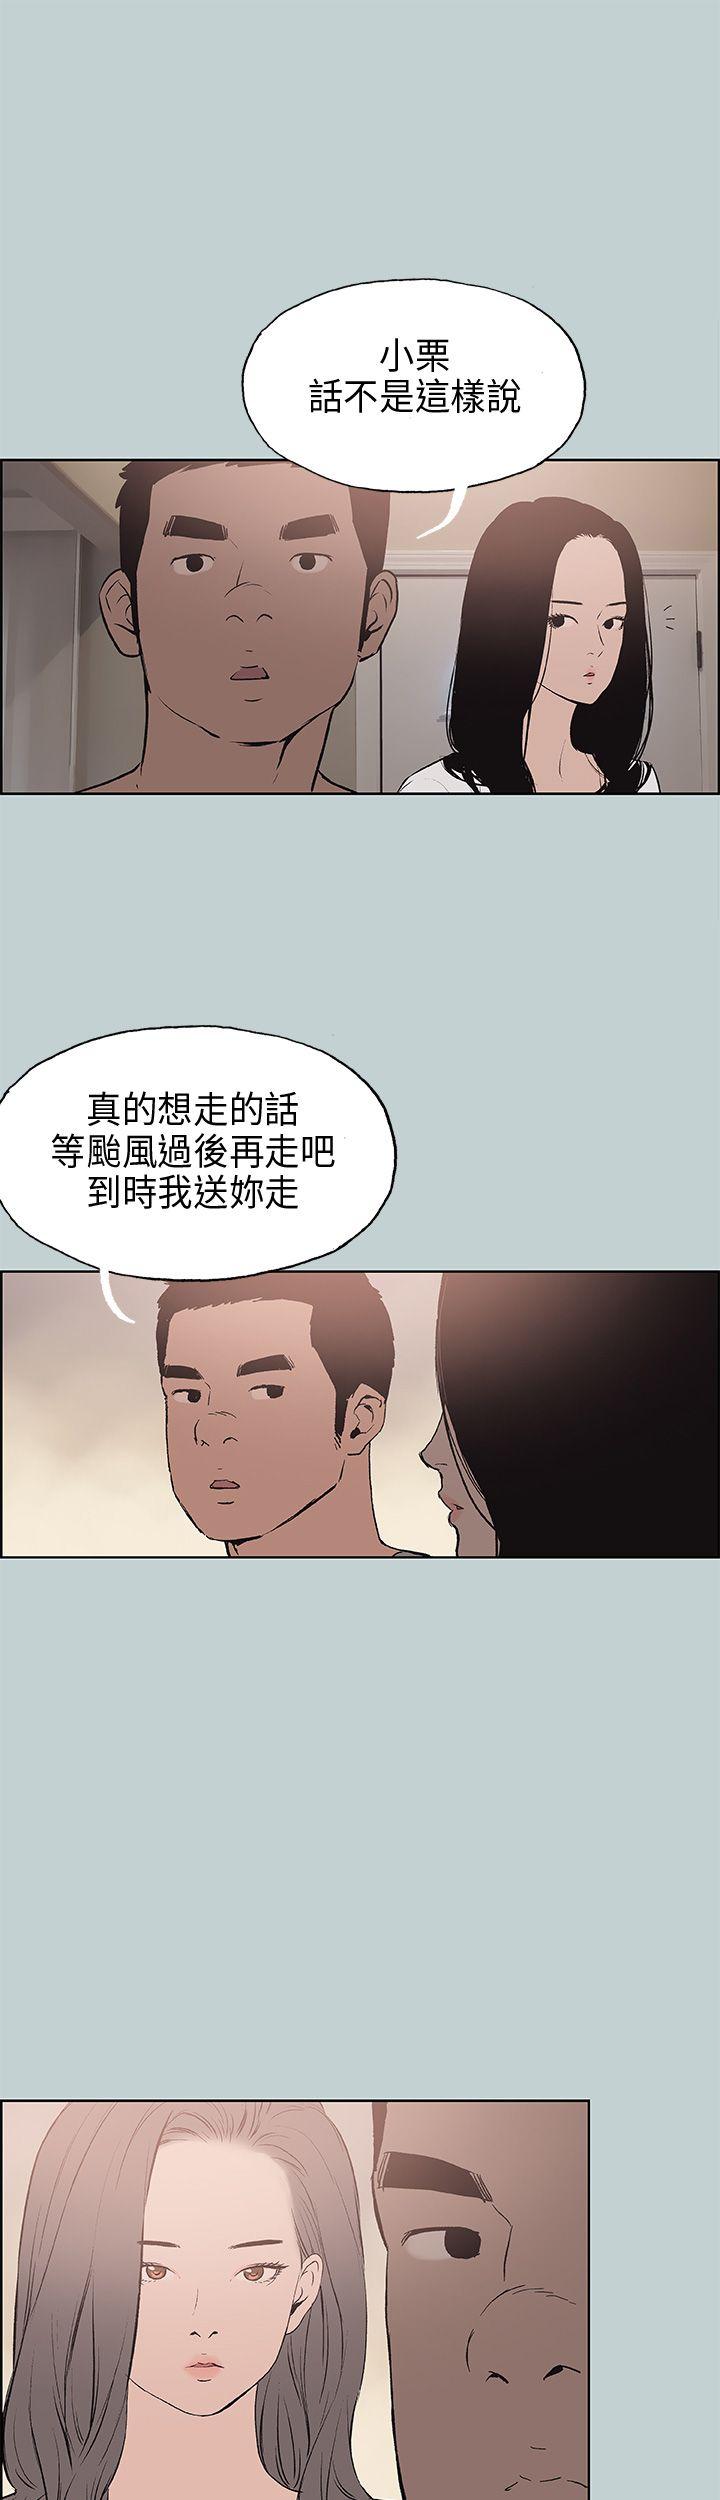 小栗
話不是這樣說
真的想走的話
等颱風過後再走吧
到時我送妳走